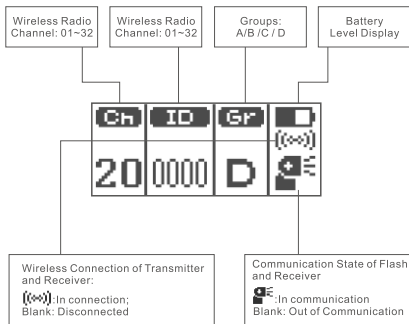 Wireless Radio
Channel: 01~32
Wireless Radio
Channel: 01~32
Groups:
A/B /C / D
Battery
Level Display
Ch ID Gr
20 0000 D
Wireless Connection of Transmitter
and Receiver:
:In connection;
Blank: Disconnected
Communication State of Flash
and Receiver
:In communication
Blank: Out of Communication